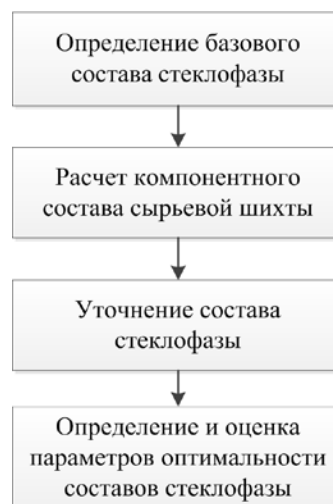 Определение базового
состава стеклофазы
Расчет компонентного
состава сырьевой шихты
Уточнение состава
стеклофазы
Определение и оценка
параметров оптимальности
составов стеклофазы